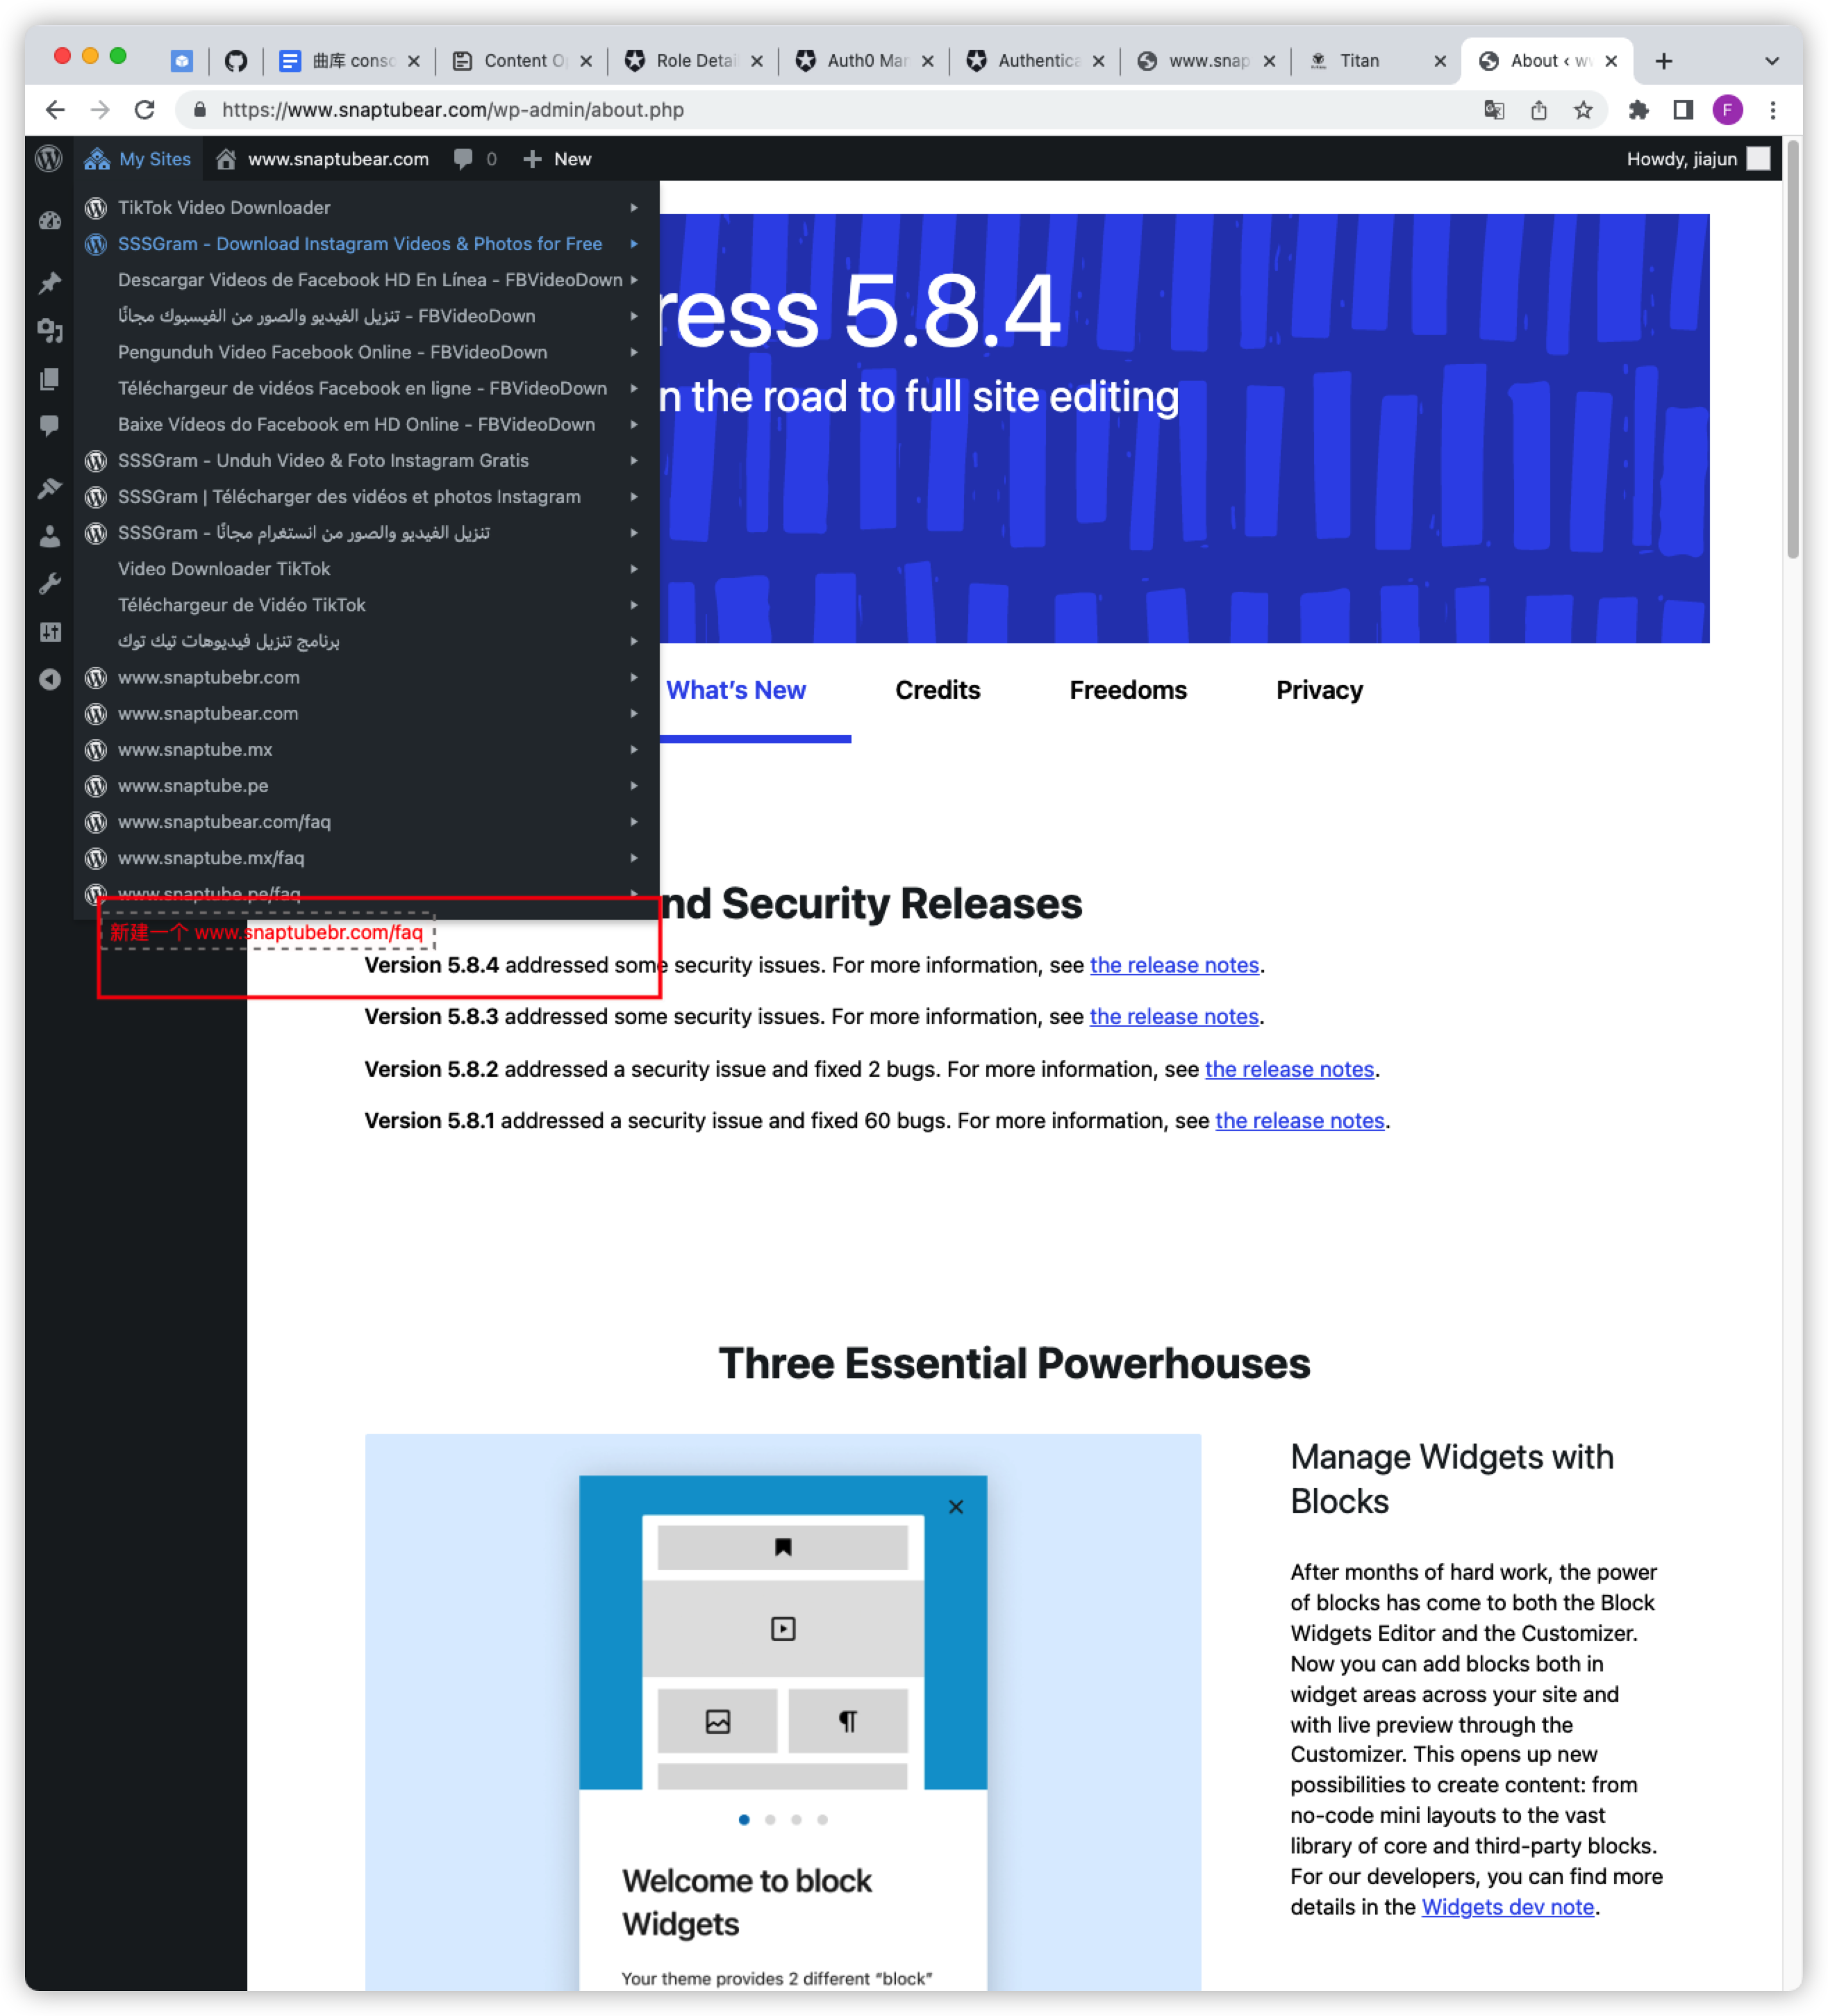 曲库 consc
Content O
Role Detai
Auth0 Mar
Authentica
www.snap
Titan
About ‹ w
https://www.snaptubear.com/wp-admin/about.php
F
My Sites
www.snaptubear.com
0
New
Howdy, jiajun
TikTok Video Downloader
SSSGram - Download Instagram Videos & Photos for Free
Descargar Videos de Facebook HD En Línea - FBVideoDown
تنزيل الفيديو والصور من الفيسبوك مجانًا - FBVideoDown
Pengunduh Video Facebook Online - FBVideoDown
Téléchargeur de vidéos Facebook en ligne - FBVideoDown
Baixe Vídeos do Facebook em HD Online - FBVideoDown
SSSGram - Unduh Video & Foto Instagram Gratis
SSSGram | Télécharger des vidéos et photos Instagram
SSSGram - تنزيل الفيديو والصور من انستغرام مجانًا
Video Downloader TikTok
Téléchargeur de Vidéo TikTok
برنامج تنزيل فيديوهات تيك توك
www.snaptubebr.com
www.snaptubear.com
www.snaptube.mx
www.snaptube.pe
www.snaptubear.com/faq
www.snaptube.mx/faq
www.snaptube.pe/faq
新建一个 www.snaptubebr.com/faq
ress 5.8.4
n the road to full site editing
What’s New
Credits
Freedoms
Privacy
nd Security Releases
Version 5.8.4 addressed some security issues. For more information, see the release notes.
Version 5.8.3 addressed some security issues. For more information, see the release notes.
Version 5.8.2 addressed a security issue and fixed 2 bugs. For more information, see the release notes.
Version 5.8.1 addressed a security issue and fixed 60 bugs. For more information, see the release notes.
Three Essential Powerhouses
Welcome to block
Widgets
Your theme provides 2 different “block”
Manage Widgets with
Blocks
After months of hard work, the power
of blocks has come to both the Block
Widgets Editor and the Customizer.
Now you can add blocks both in
widget areas across your site and
with live preview through the
Customizer. This opens up new
possibilities to create content: from
no-code mini layouts to the vast
library of core and third-party blocks.
For our developers, you can find more
details in the Widgets dev note.